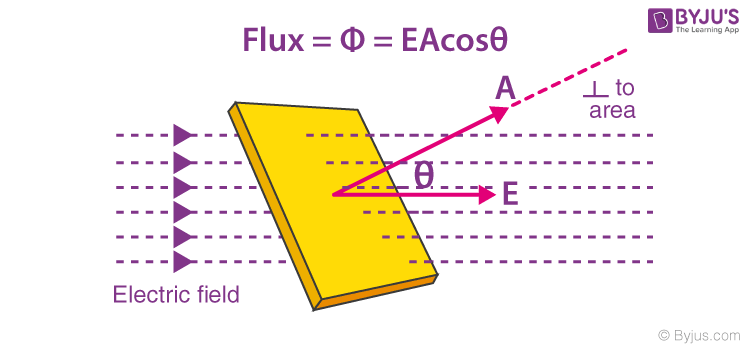 BYJU'S
The Learning App
Flux = Φ = EAcosθ
A
⊥ to
area
θ
E
Electric field
© Byjus.com